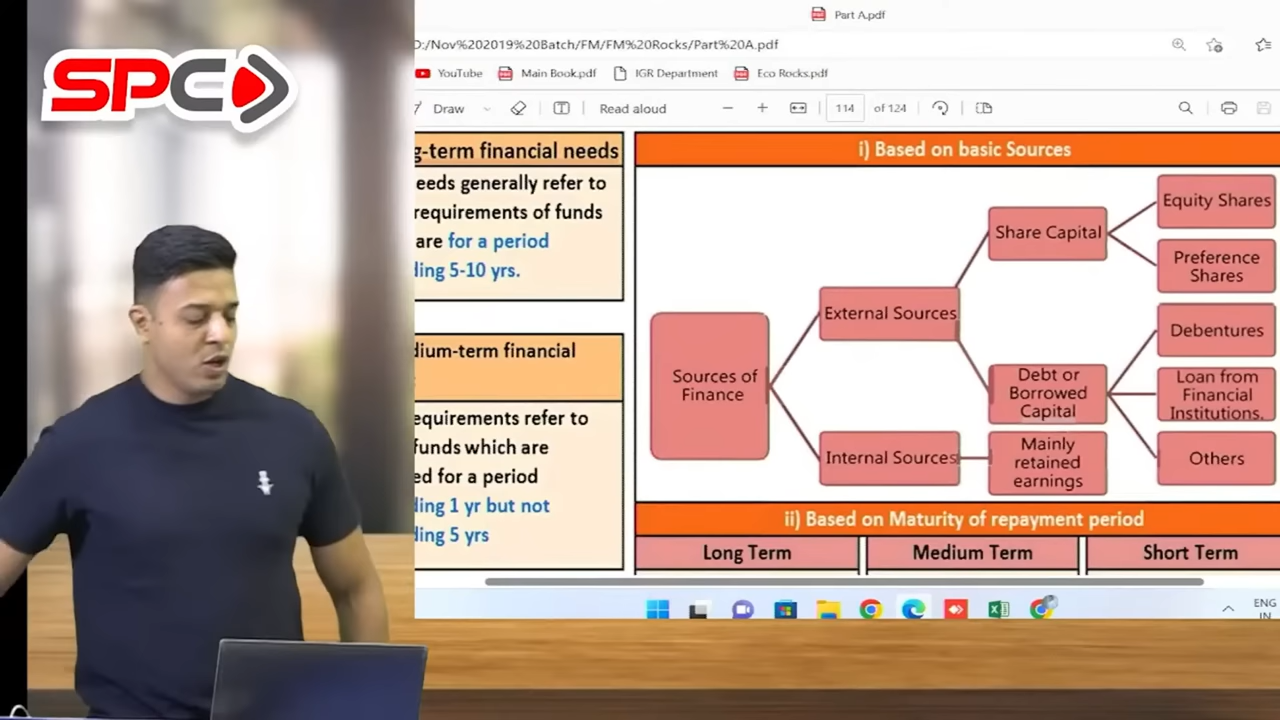 SPC
Part A.pdf
D:/Nov%202019%20Batch/FM/FM%20Rocks/Part%20A.pdf
YouTube
Main Book.pdf
IGR Department
Eco Rocks.pdf
Draw
Read aloud
114
of 124
g-term financial needs
eeds generally refer to
requirements of funds
are for a period
ding 5-10 yrs.
dium-term financial
equirements refer to
funds which are
ed for a period
ding 1 yr but not
ding 5 yrs
i) Based on basic Sources
Sources of
Finance
External Sources
Internal Sources
Share Capital
Debt or
Borrowed
Capital
Mainly
retained
earnings
Equity Shares
Preference
Shares
Debentures
Loan from
Financial
Institutions.
Others
ii) Based on Maturity of repayment period
Long Term
Medium Term
Short Term
ENG
IN